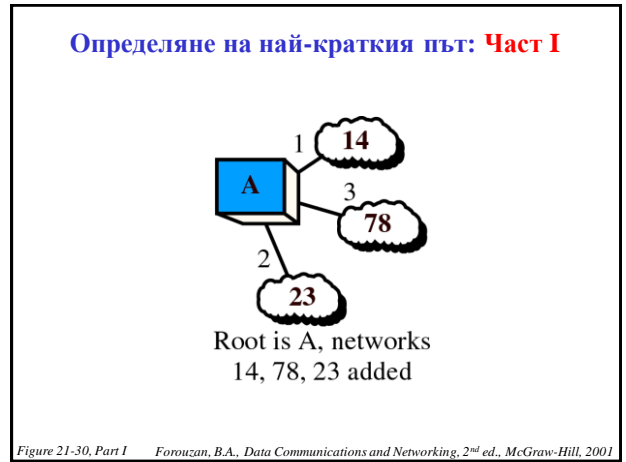 Определяне на най-краткия път: Част I
1
14
A
3
78
2
23
Root is A, networks
14, 78, 23 added
Figure 21-30, Part I Forouzan, B.A., Data Communications and Networking, 2nd ed., McGraw-Hill, 2001